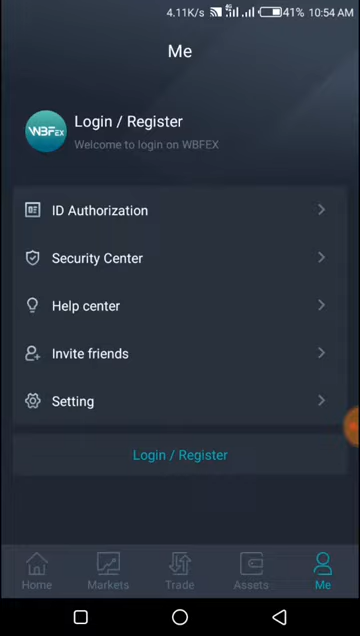 4.11K/s 4G 41% 10:54 AM
Me
WBFEX
Login / Register
Welcome to login on WBFEX
ID Authorization
Security Center
Help center
Invite friends
Setting
Login / Register
Home Markets Trade Assets Me